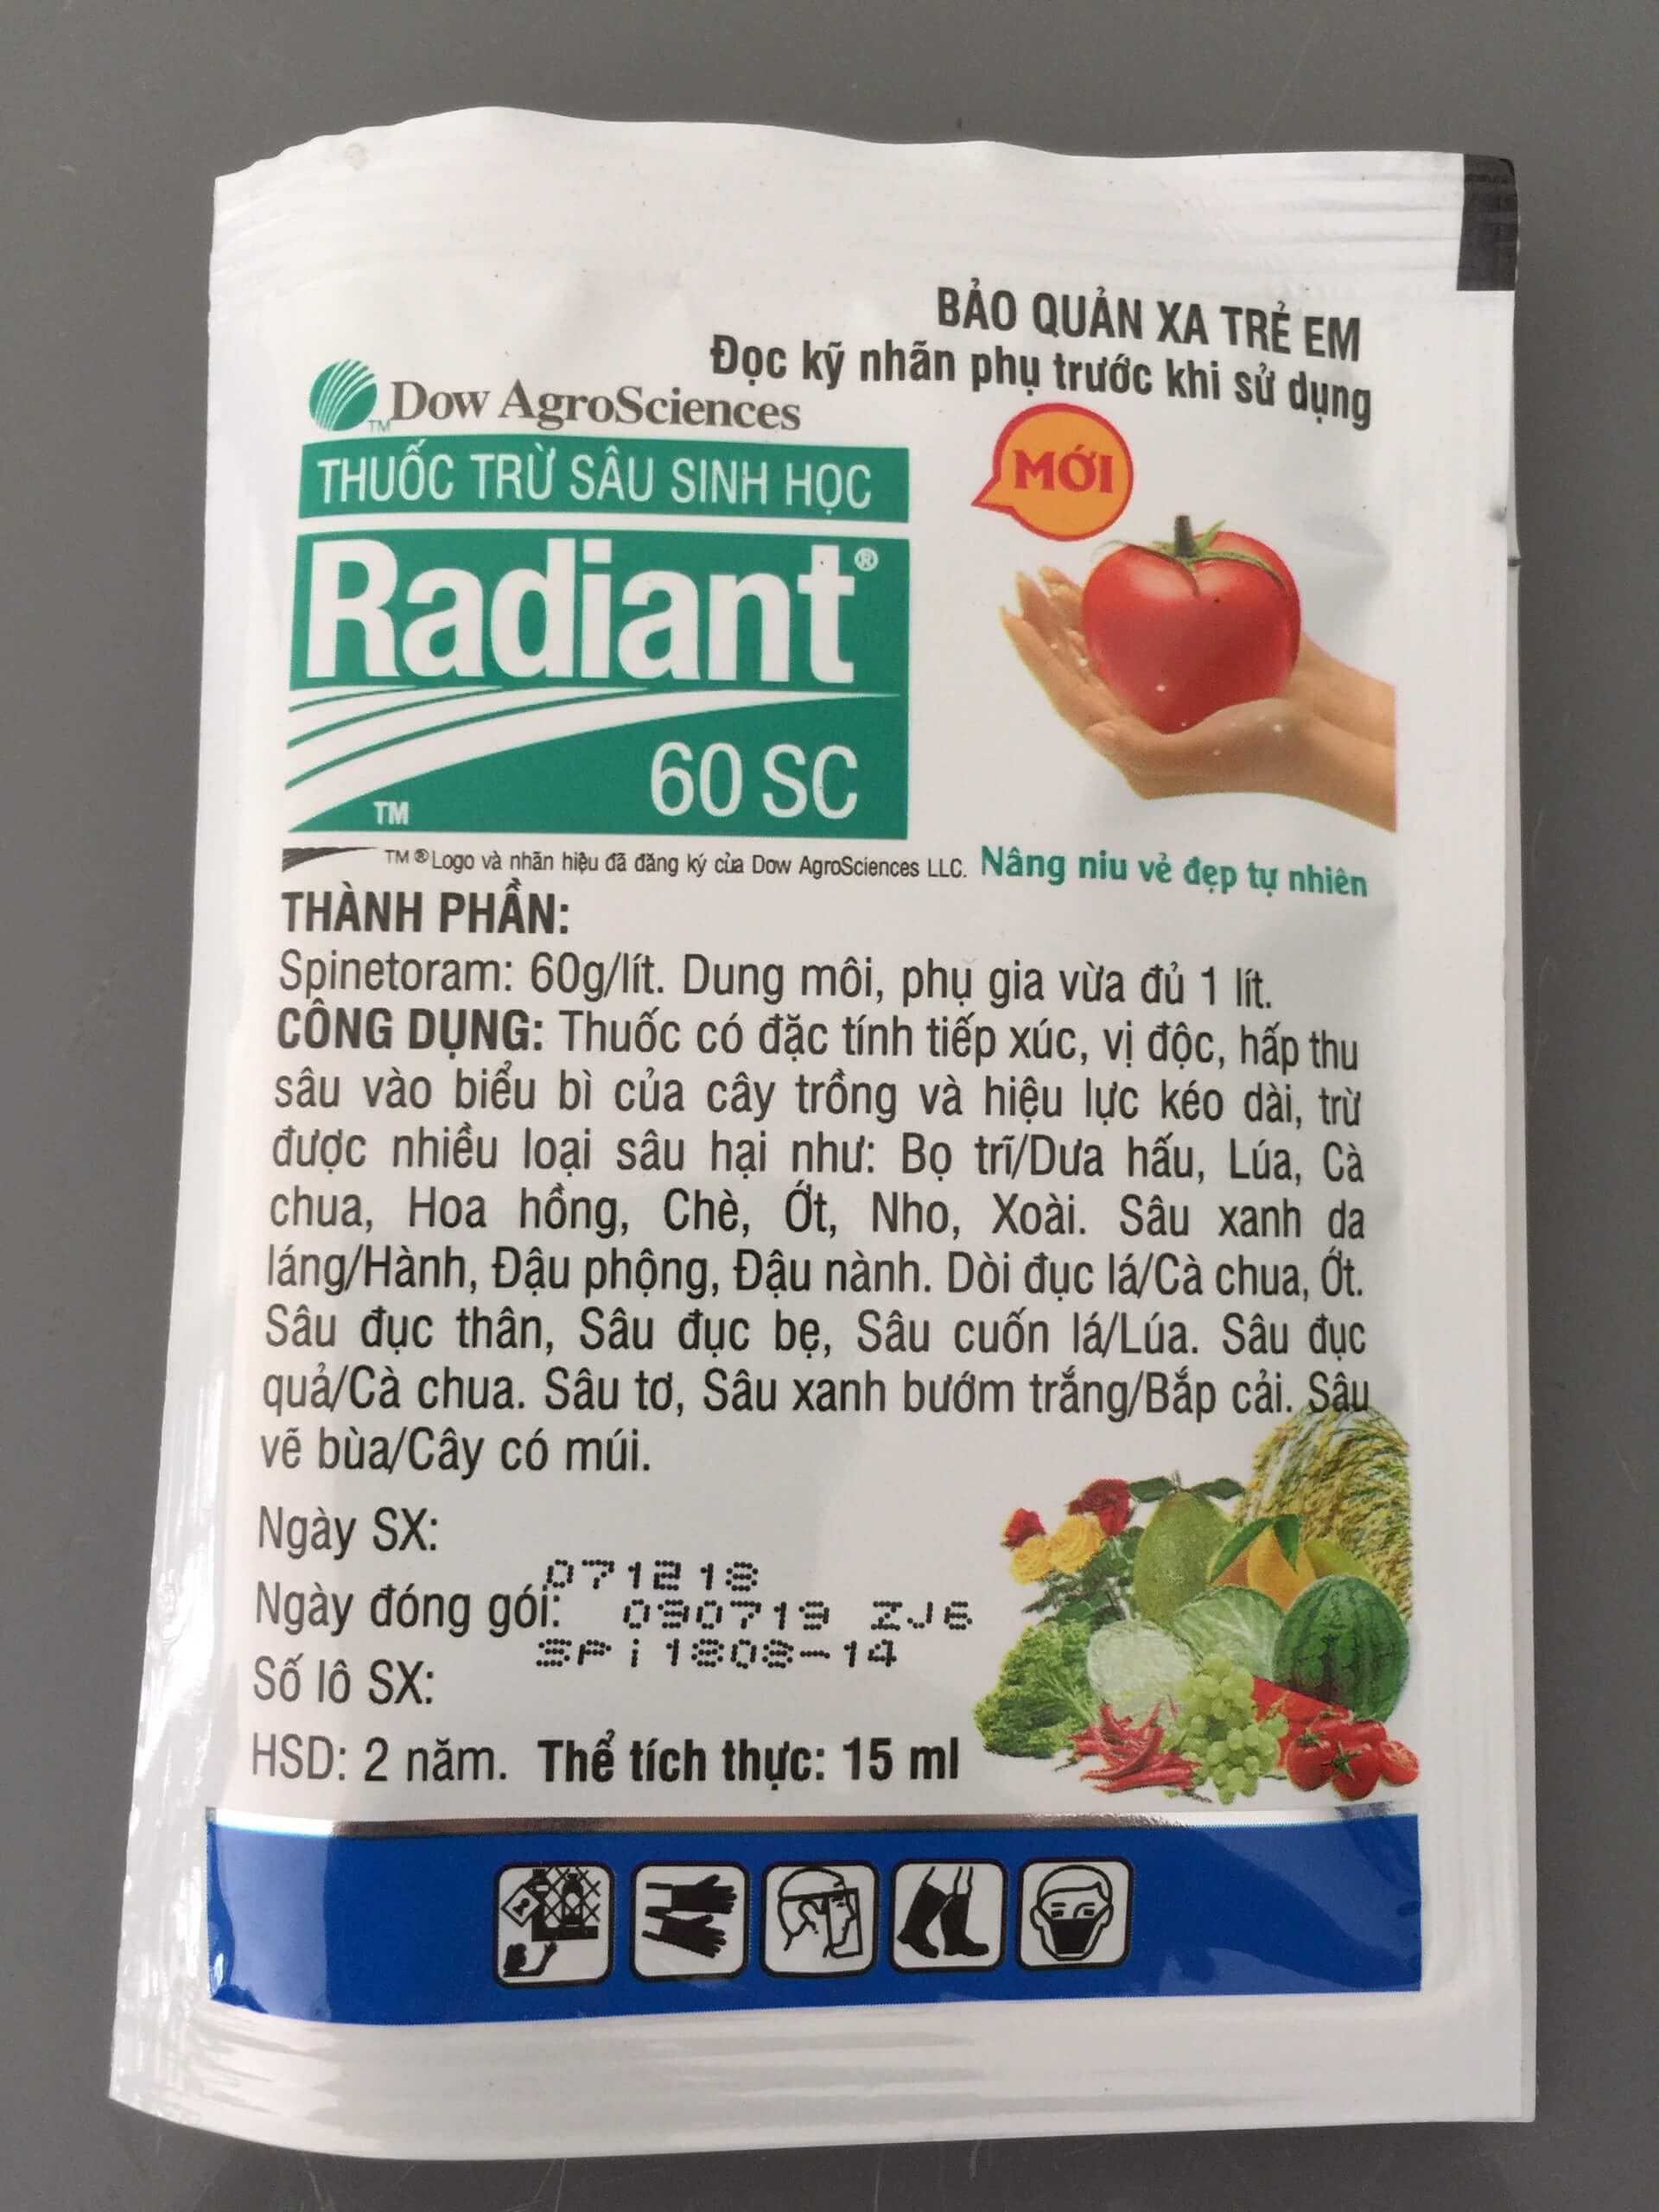 BẢO QUẢN XA TRẺ EM
Đọc kỹ nhãn phụ trước khi sử dụng
TM Dow AgroSciences
THUỐC TRỪ SÂU SINH HỌC
MỚI
Radiant®
60 SC
TM
TM ® Logo và nhãn hiệu đã đăng ký của Dow AgroSciences LLC.
Nâng niu vẻ đẹp tự nhiên
THÀNH PHẦN:
Spinetoram: 60g/lít. Dung môi, phụ gia vừa đủ 1 lít.
CÔNG DỤNG: Thuốc có đặc tính tiếp xúc, vị độc, hấp thu
sâu vào biểu bì của cây trồng và hiệu lực kéo dài, trừ
được nhiều loại sâu hại như: Bọ trĩ/Dưa hấu, Lúa, Cà
chua, Hoa hồng, Chè, Ớt, Nho, Xoài. Sâu xanh da
láng/Hành, Đậu phộng, Đậu nành. Dòi đục lá/Cà chua, Ớt.
Sâu đục thân, Sâu đục bẹ, Sâu cuốn lá/Lúa. Sâu đục
quả/Cà chua. Sâu tơ, Sâu xanh bướm trắng/Bắp cải. Sâu
vẽ bùa/Cây có múi.
Ngày SX:
071218
Ngày đóng gói: 090719 ZJ6
Số lô SX:
HSD: 2 năm. Thể tích thực: 15 ml